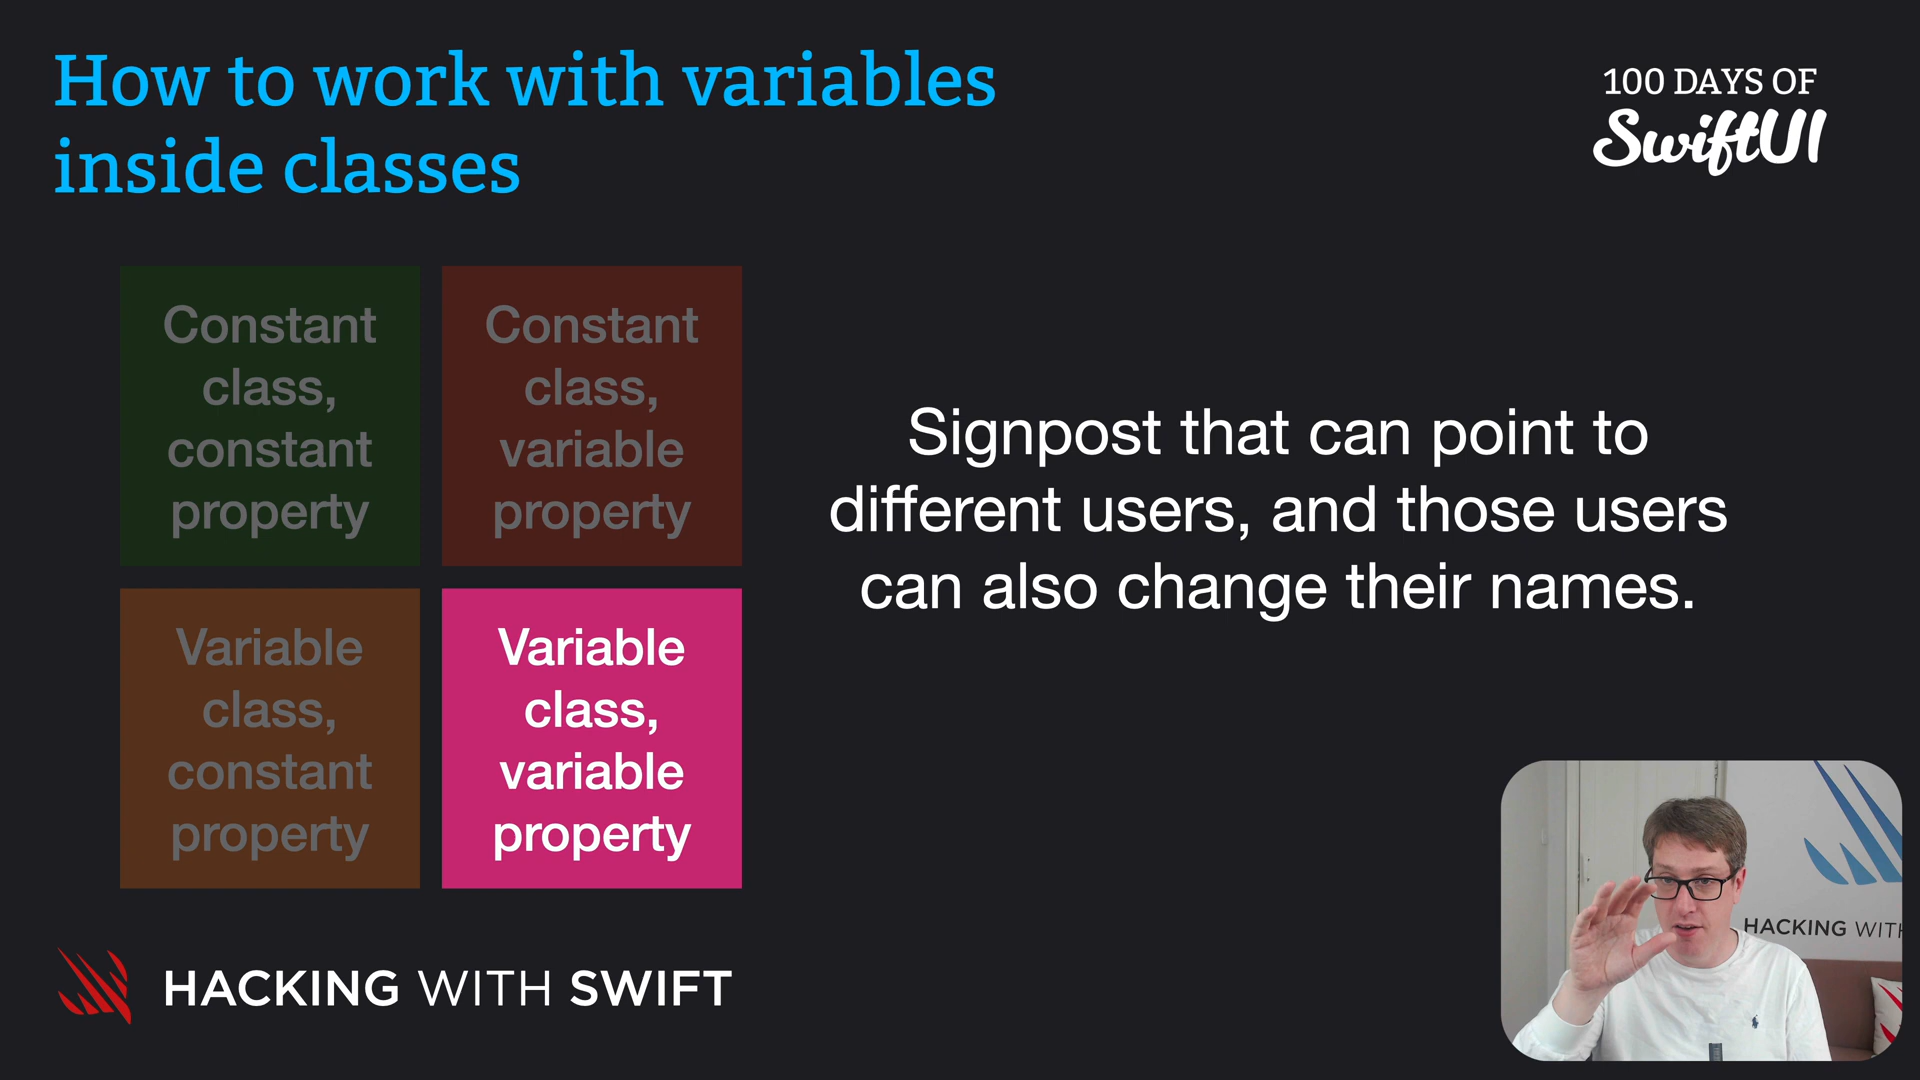 How to work with variables
inside classes
100 DAYS OF
SwiftUI
Constant
class,
constant
property
Constant
class,
variable
property
Variable
class,
constant
property
Variable
class,
variable
property
Signpost that can point to
different users, and those users
can also change their names.
HACKING WITH SWIFT
HACKING WITH